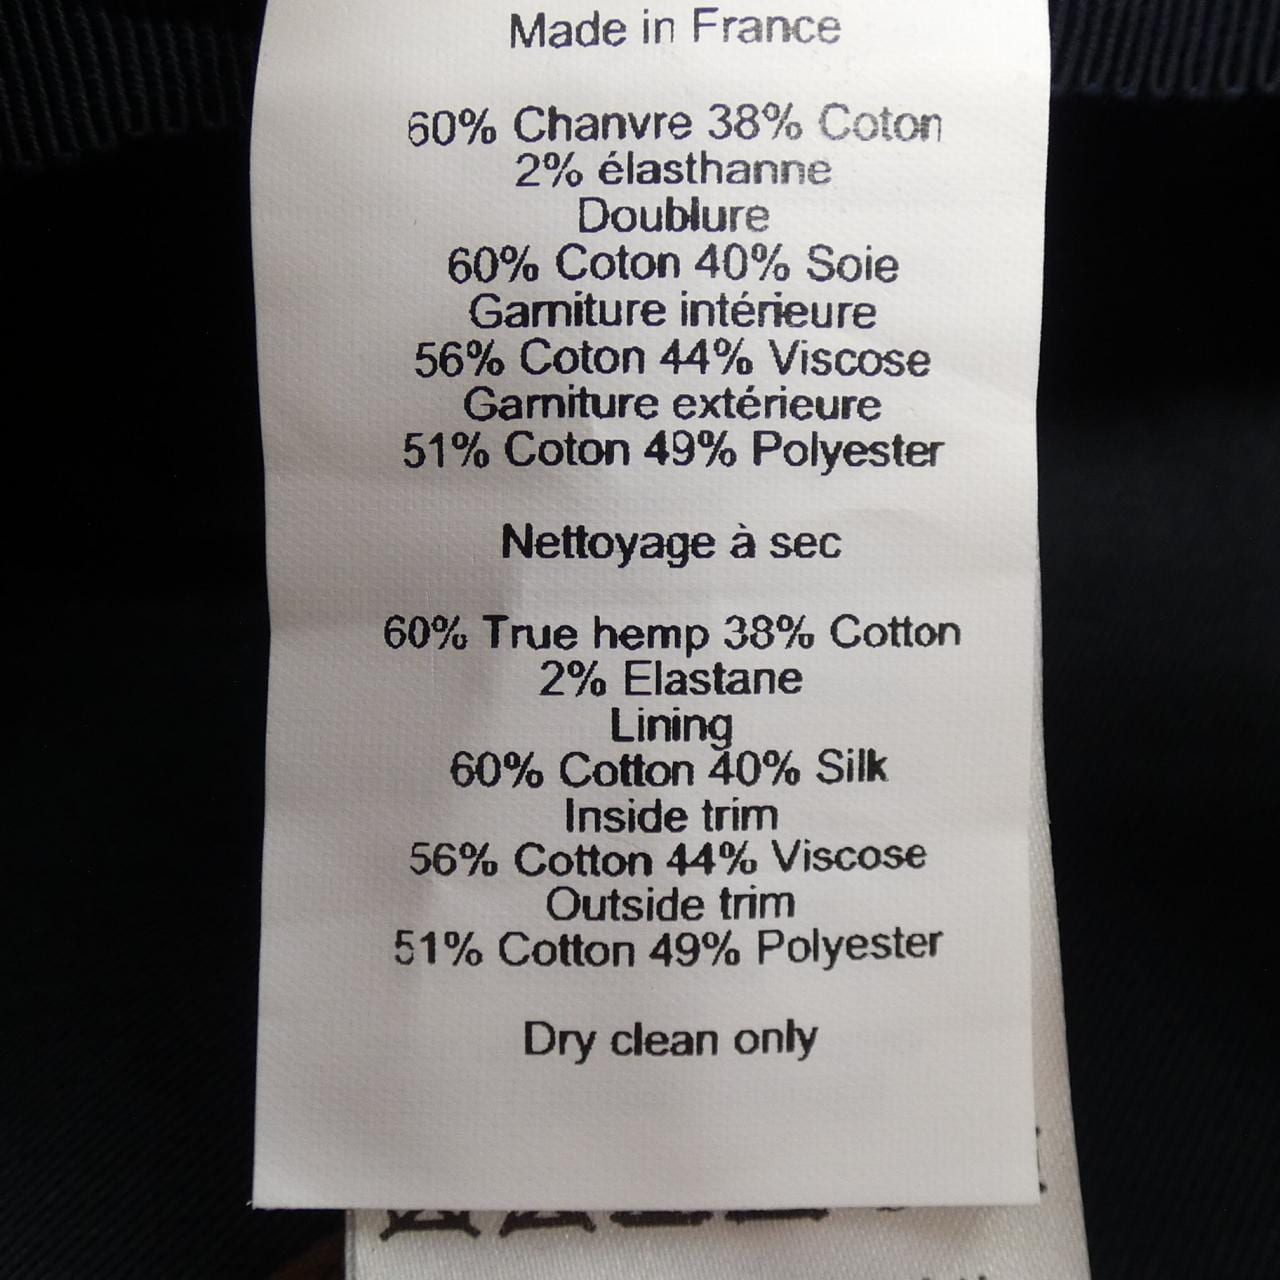 Made in France
60% Chanvre 38% Coton
2% élasthanne
Doublure
60% Coton 40% Soie
Garniture intérieure
56% Coton 44% Viscose
Garniture extérieure
51% Coton 49% Polyester
Nettoyage à sec
60% True hemp 38% Cotton
2% Elastane
Lining
60% Cotton 40% Silk
Inside trim
56% Cotton 44% Viscose
Outside trim
51% Cotton 49% Polyester
Dry clean only